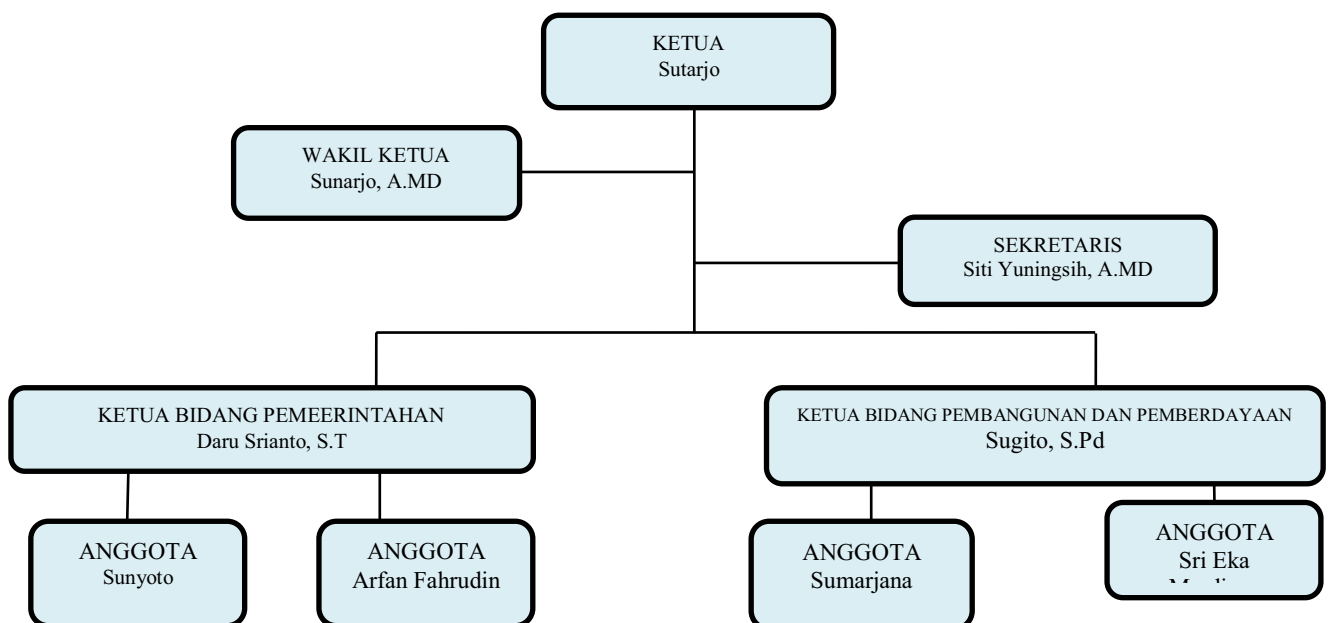 KETUA
Sutarjo
WAKIL KETUA
Sunarjo, A.MD
SEKRETARIS
Siti Yuningsih, A.MD
KETUA BIDANG PEMEERINTAHAN
Daru Srianto, S.T
KETUA BIDANG PEMBANGUNAN DAN PEMBERDAYAAN
Sugito, S.Pd
ANGGOTA
Sunyoto
ANGGOTA
Arfan Fahrudin
ANGGOTA
Sumarjana
ANGGOTA
Sri Eka